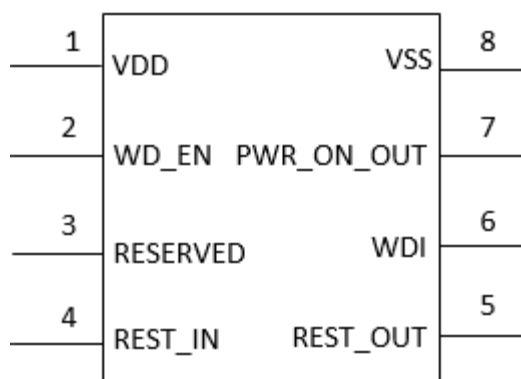 1 8
VDD VSS
2 7
WD_EN PWR_ON_OUT
3 6
RESERVED WDI
4 5
REST_IN REST_OUT